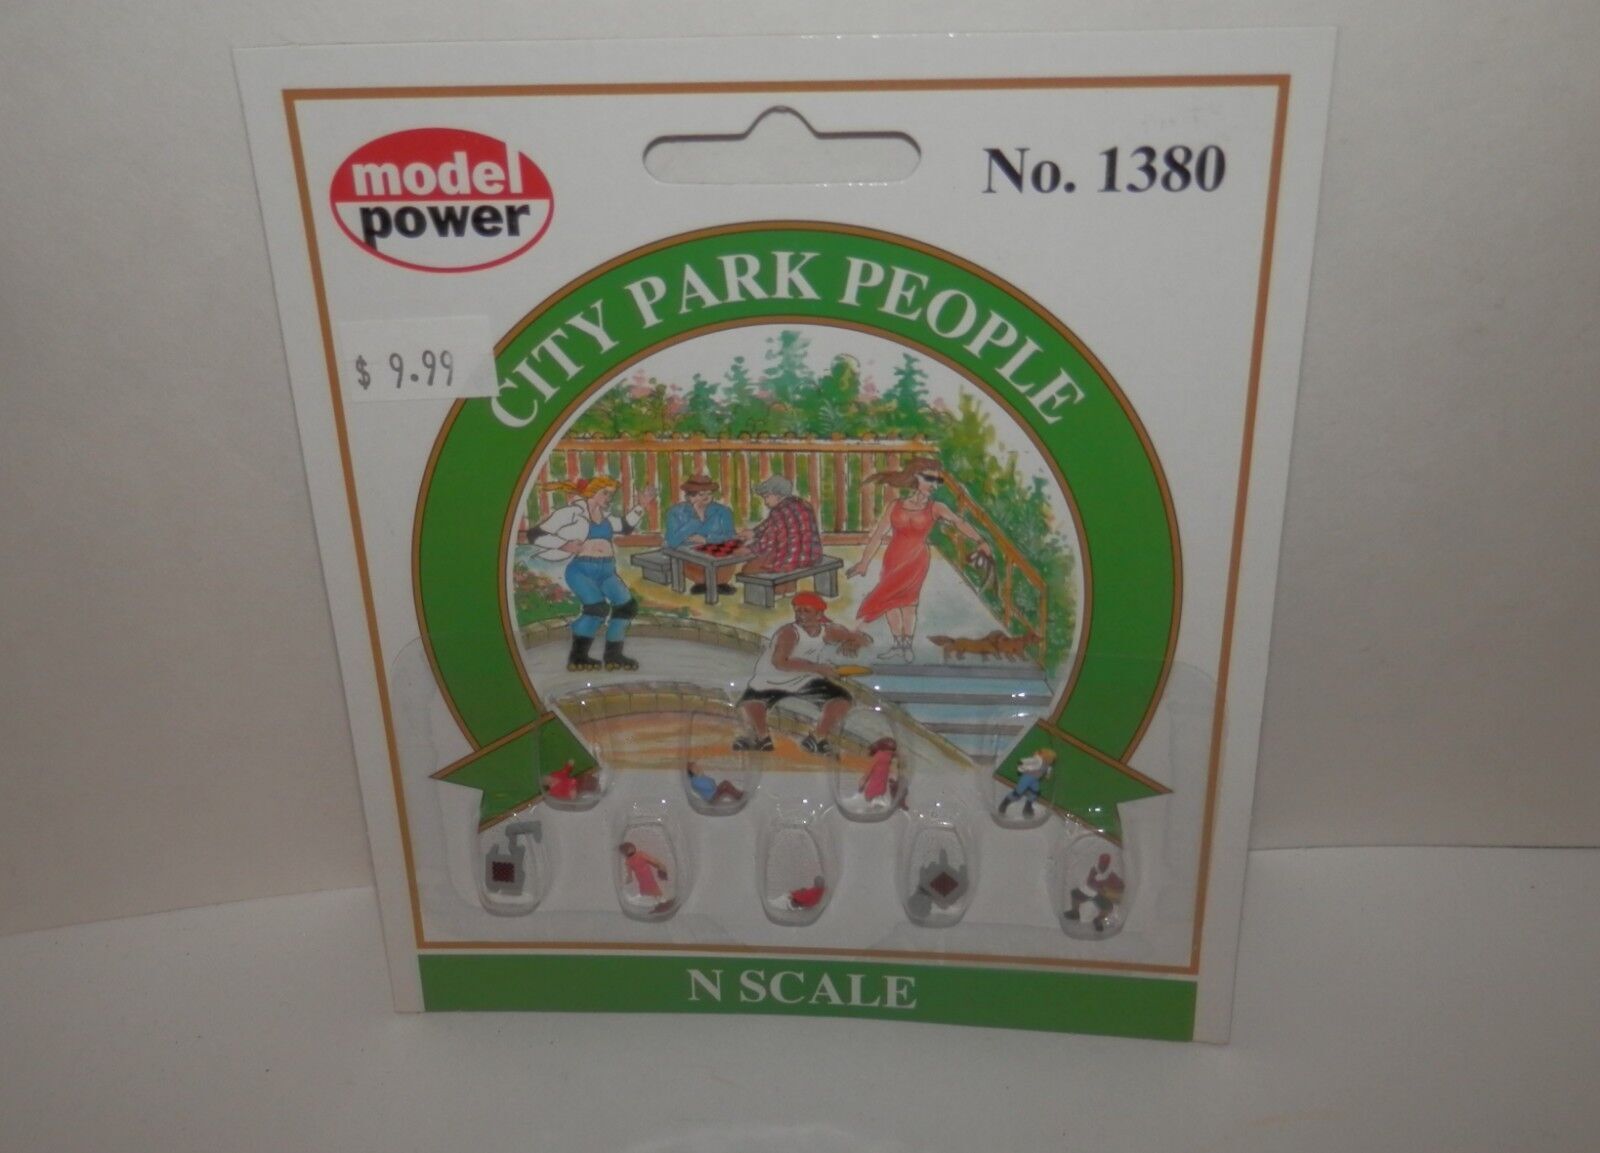 model
power
No. 1380
CITY PARK PEOPLE
$ 9.99
N SCALE